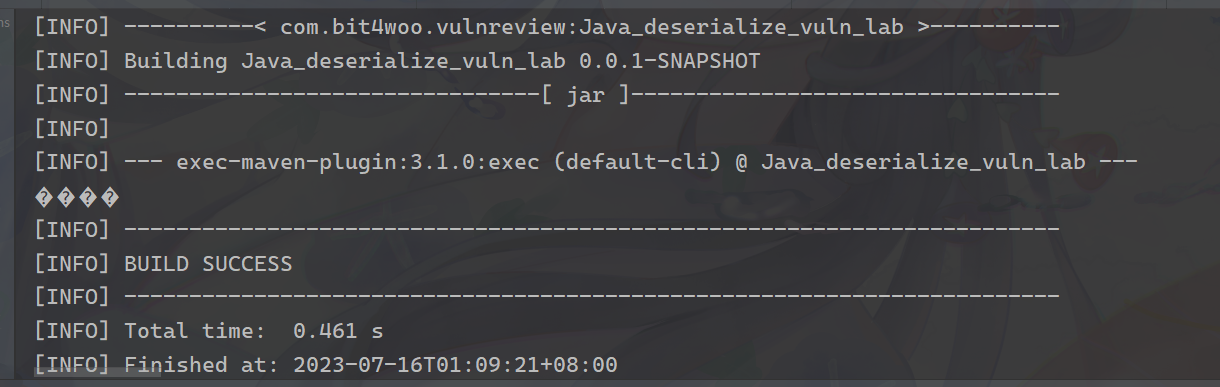 [INFO] ----------< com.bit4woo.vulnreview:Java_deserialize_vuln_lab >----------
[INFO] Building Java_deserialize_vuln_lab 0.0.1-SNAPSHOT
[INFO] --------------------------------[ jar ]---------------------------------
[INFO]
[INFO] --- exec-maven-plugin:3.1.0:exec (default-cli) @ Java_deserialize_vuln_lab ---
����
[INFO] ------------------------------------------------------------------------
[INFO] BUILD SUCCESS
[INFO] ------------------------------------------------------------------------
[INFO] Total time:  0.461 s
[INFO] Finished at: 2023-07-16T01:09:21+08:00